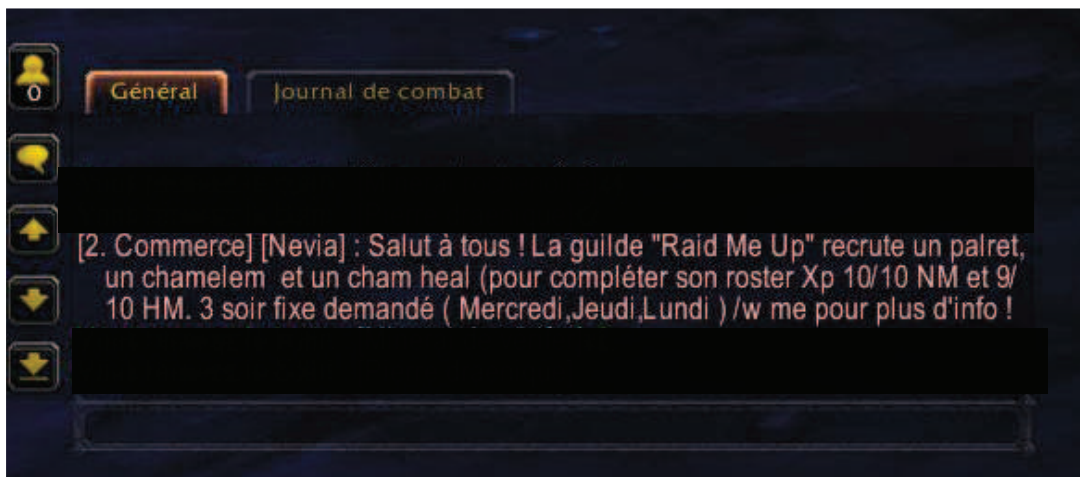 0
Général
Journal de combat
[2. Commerce] [Nevia] : Salut à tous ! La guilde "Raid Me Up" recrute un palret,
un chamelem et un cham heal (pour compléter son roster Xp 10/10 NM et 9/
10 HM. 3 soir fixe demandé ( Mercredi,Jeudi,Lundi ) /w me pour plus d'info !